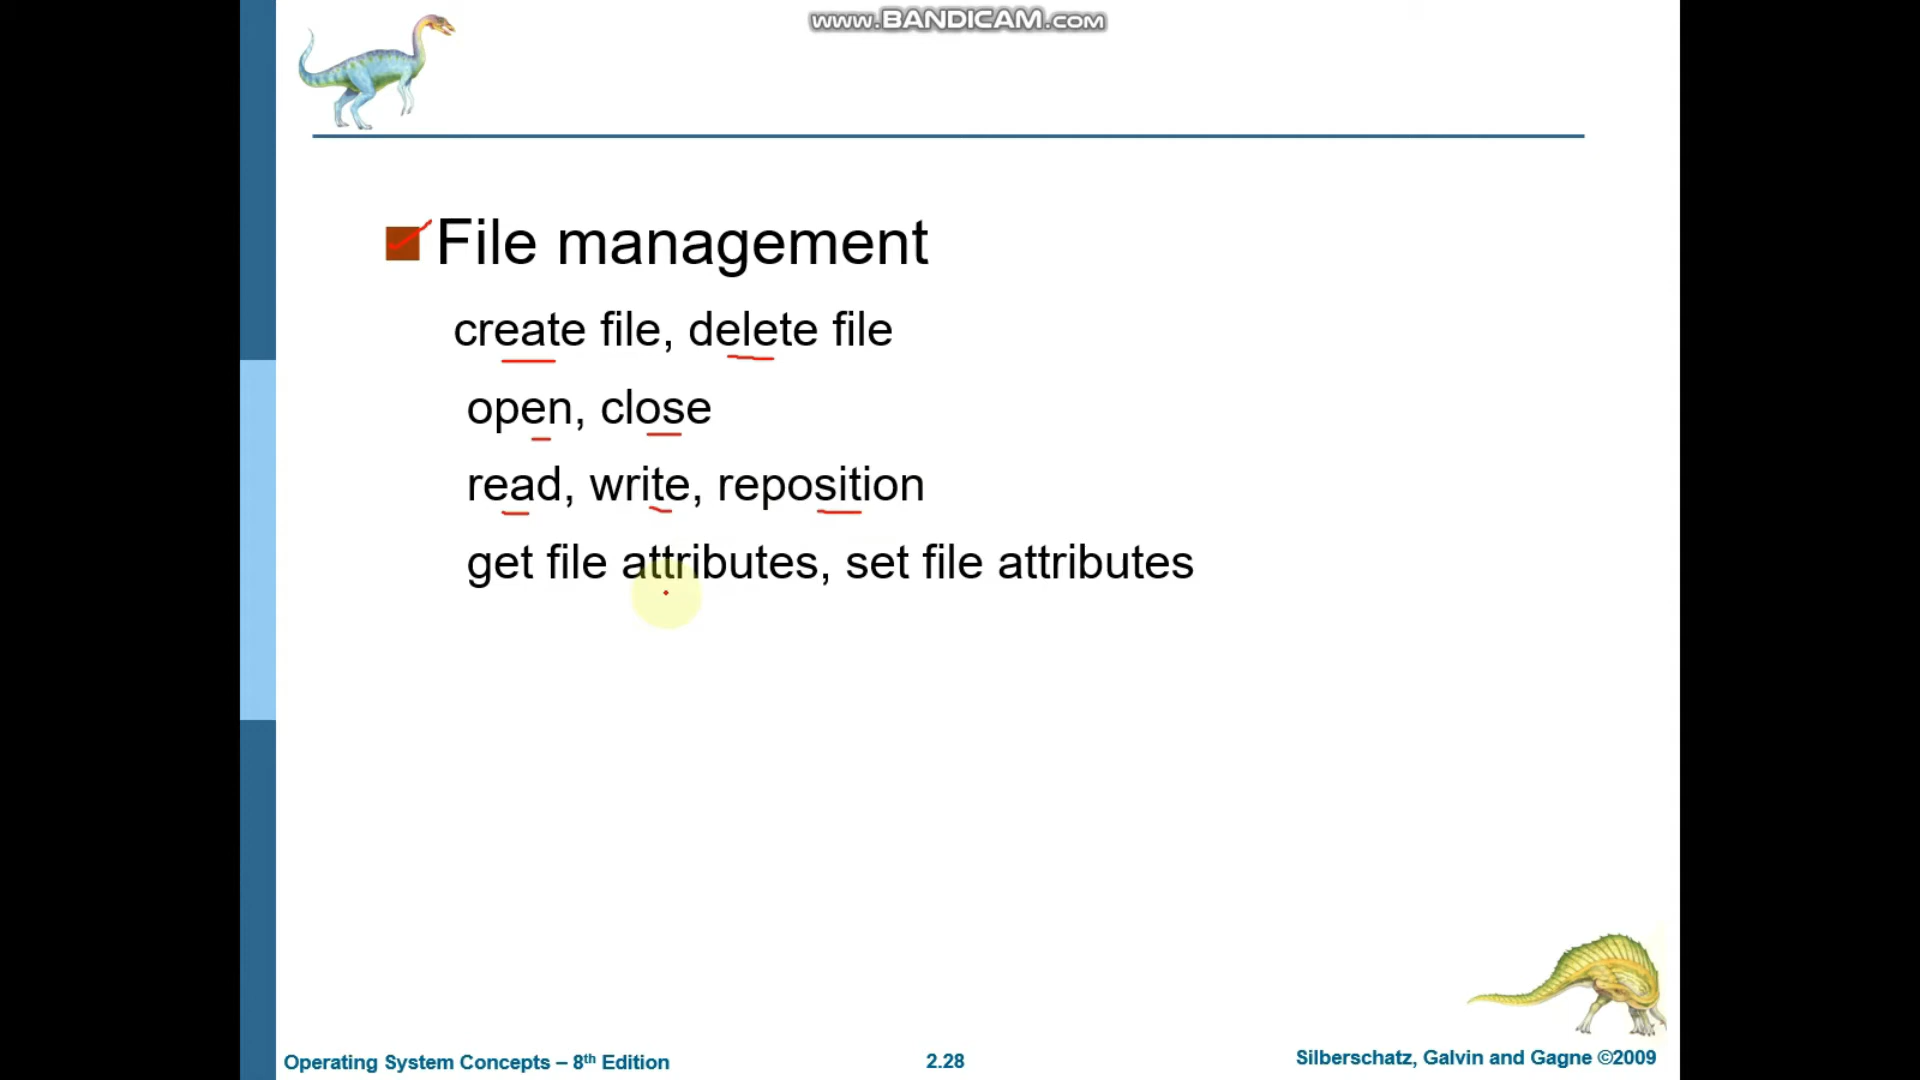 www.BANDICAM.com
File management
create file, delete file
open, close
read, write, reposition
get file attributes, set file attributes
Operating System Concepts – 8th Edition
2.28
Silberschatz, Galvin and Gagne ©2009